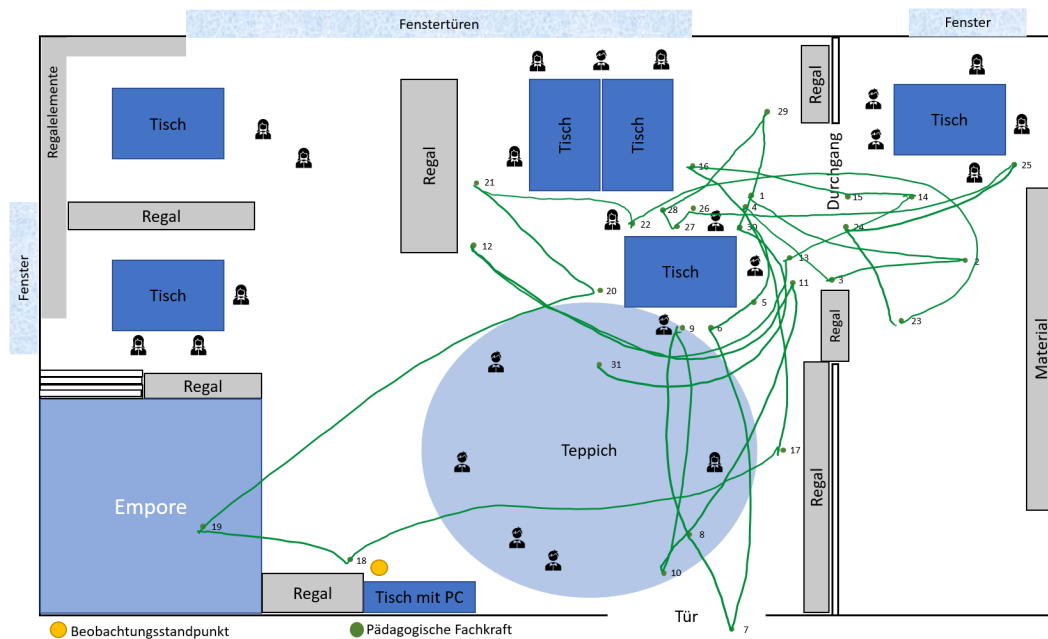 Fenstertüren
Fenster
Regalelemente
Tisch
Regal
Tisch
Tisch
Regal
Durchgang
Tisch
29
16
25
21
1
15
14
4
28
26
Regal
22
27
30
24
12
Fenster
Tisch
Tisch
13
2
3
11
20
5
23
9
6
Regal
Material
31
Regal
Teppich
17
Regal
Empore
19
8
18
10
Regal
Tisch mit PC
Tür
7
Beobachtungsstandpunkt
Pädagogische Fachkraft